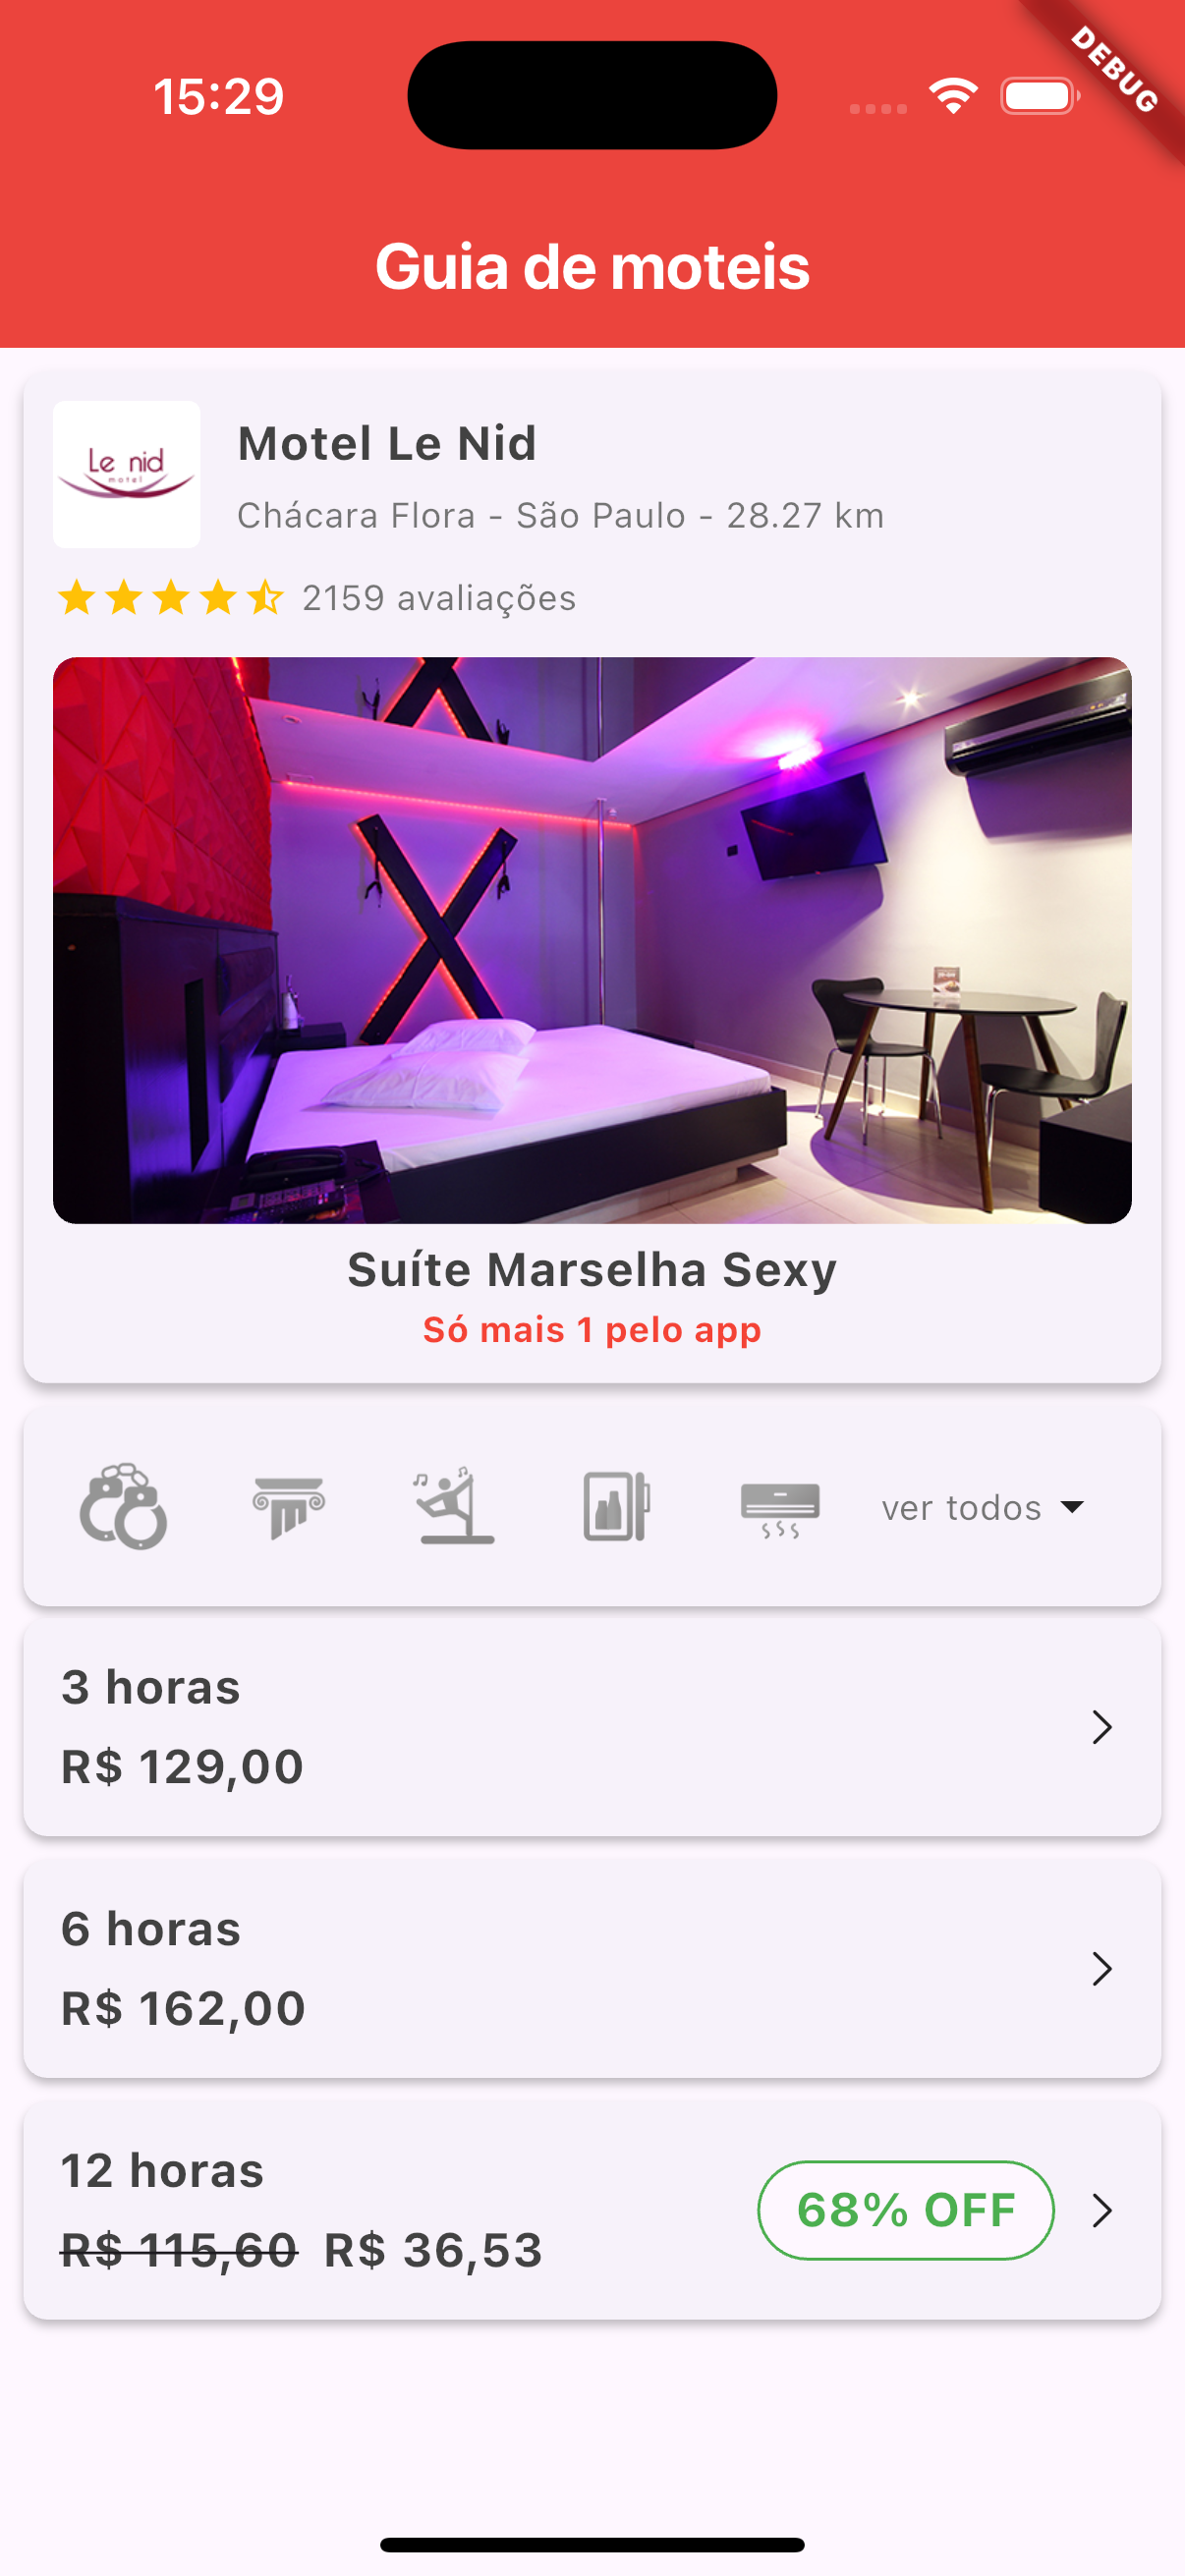 15:29
DEBUG
Guia de moteis
Le nid
motel
Motel Le Nid
Chácara Flora - São Paulo - 28.27 km
2159 avaliações
Suíte Marselha Sexy
Só mais 1 pelo app
ver todos
3 horas
R$ 129,00
6 horas
R$ 162,00
12 horas
R$ 115,60 R$ 36,53
68% OFF